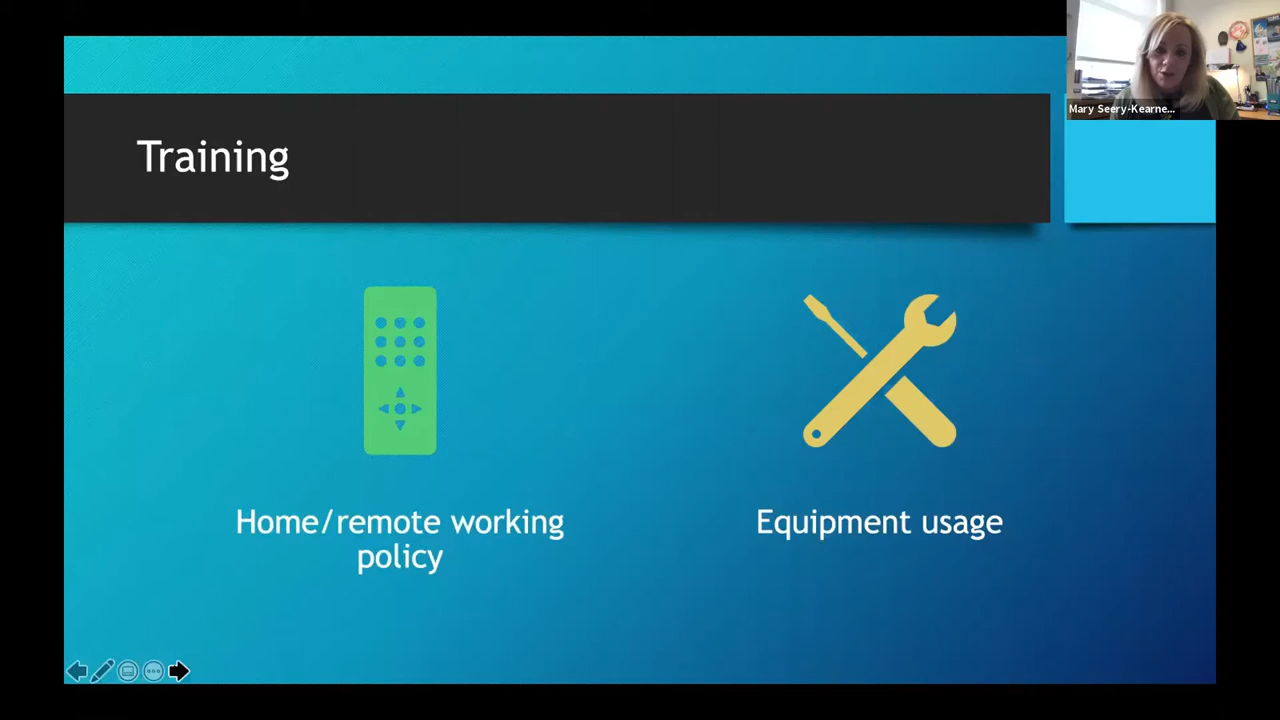 Mary Seery-Kearne...
Training
Home/remote working
policy
Equipment usage